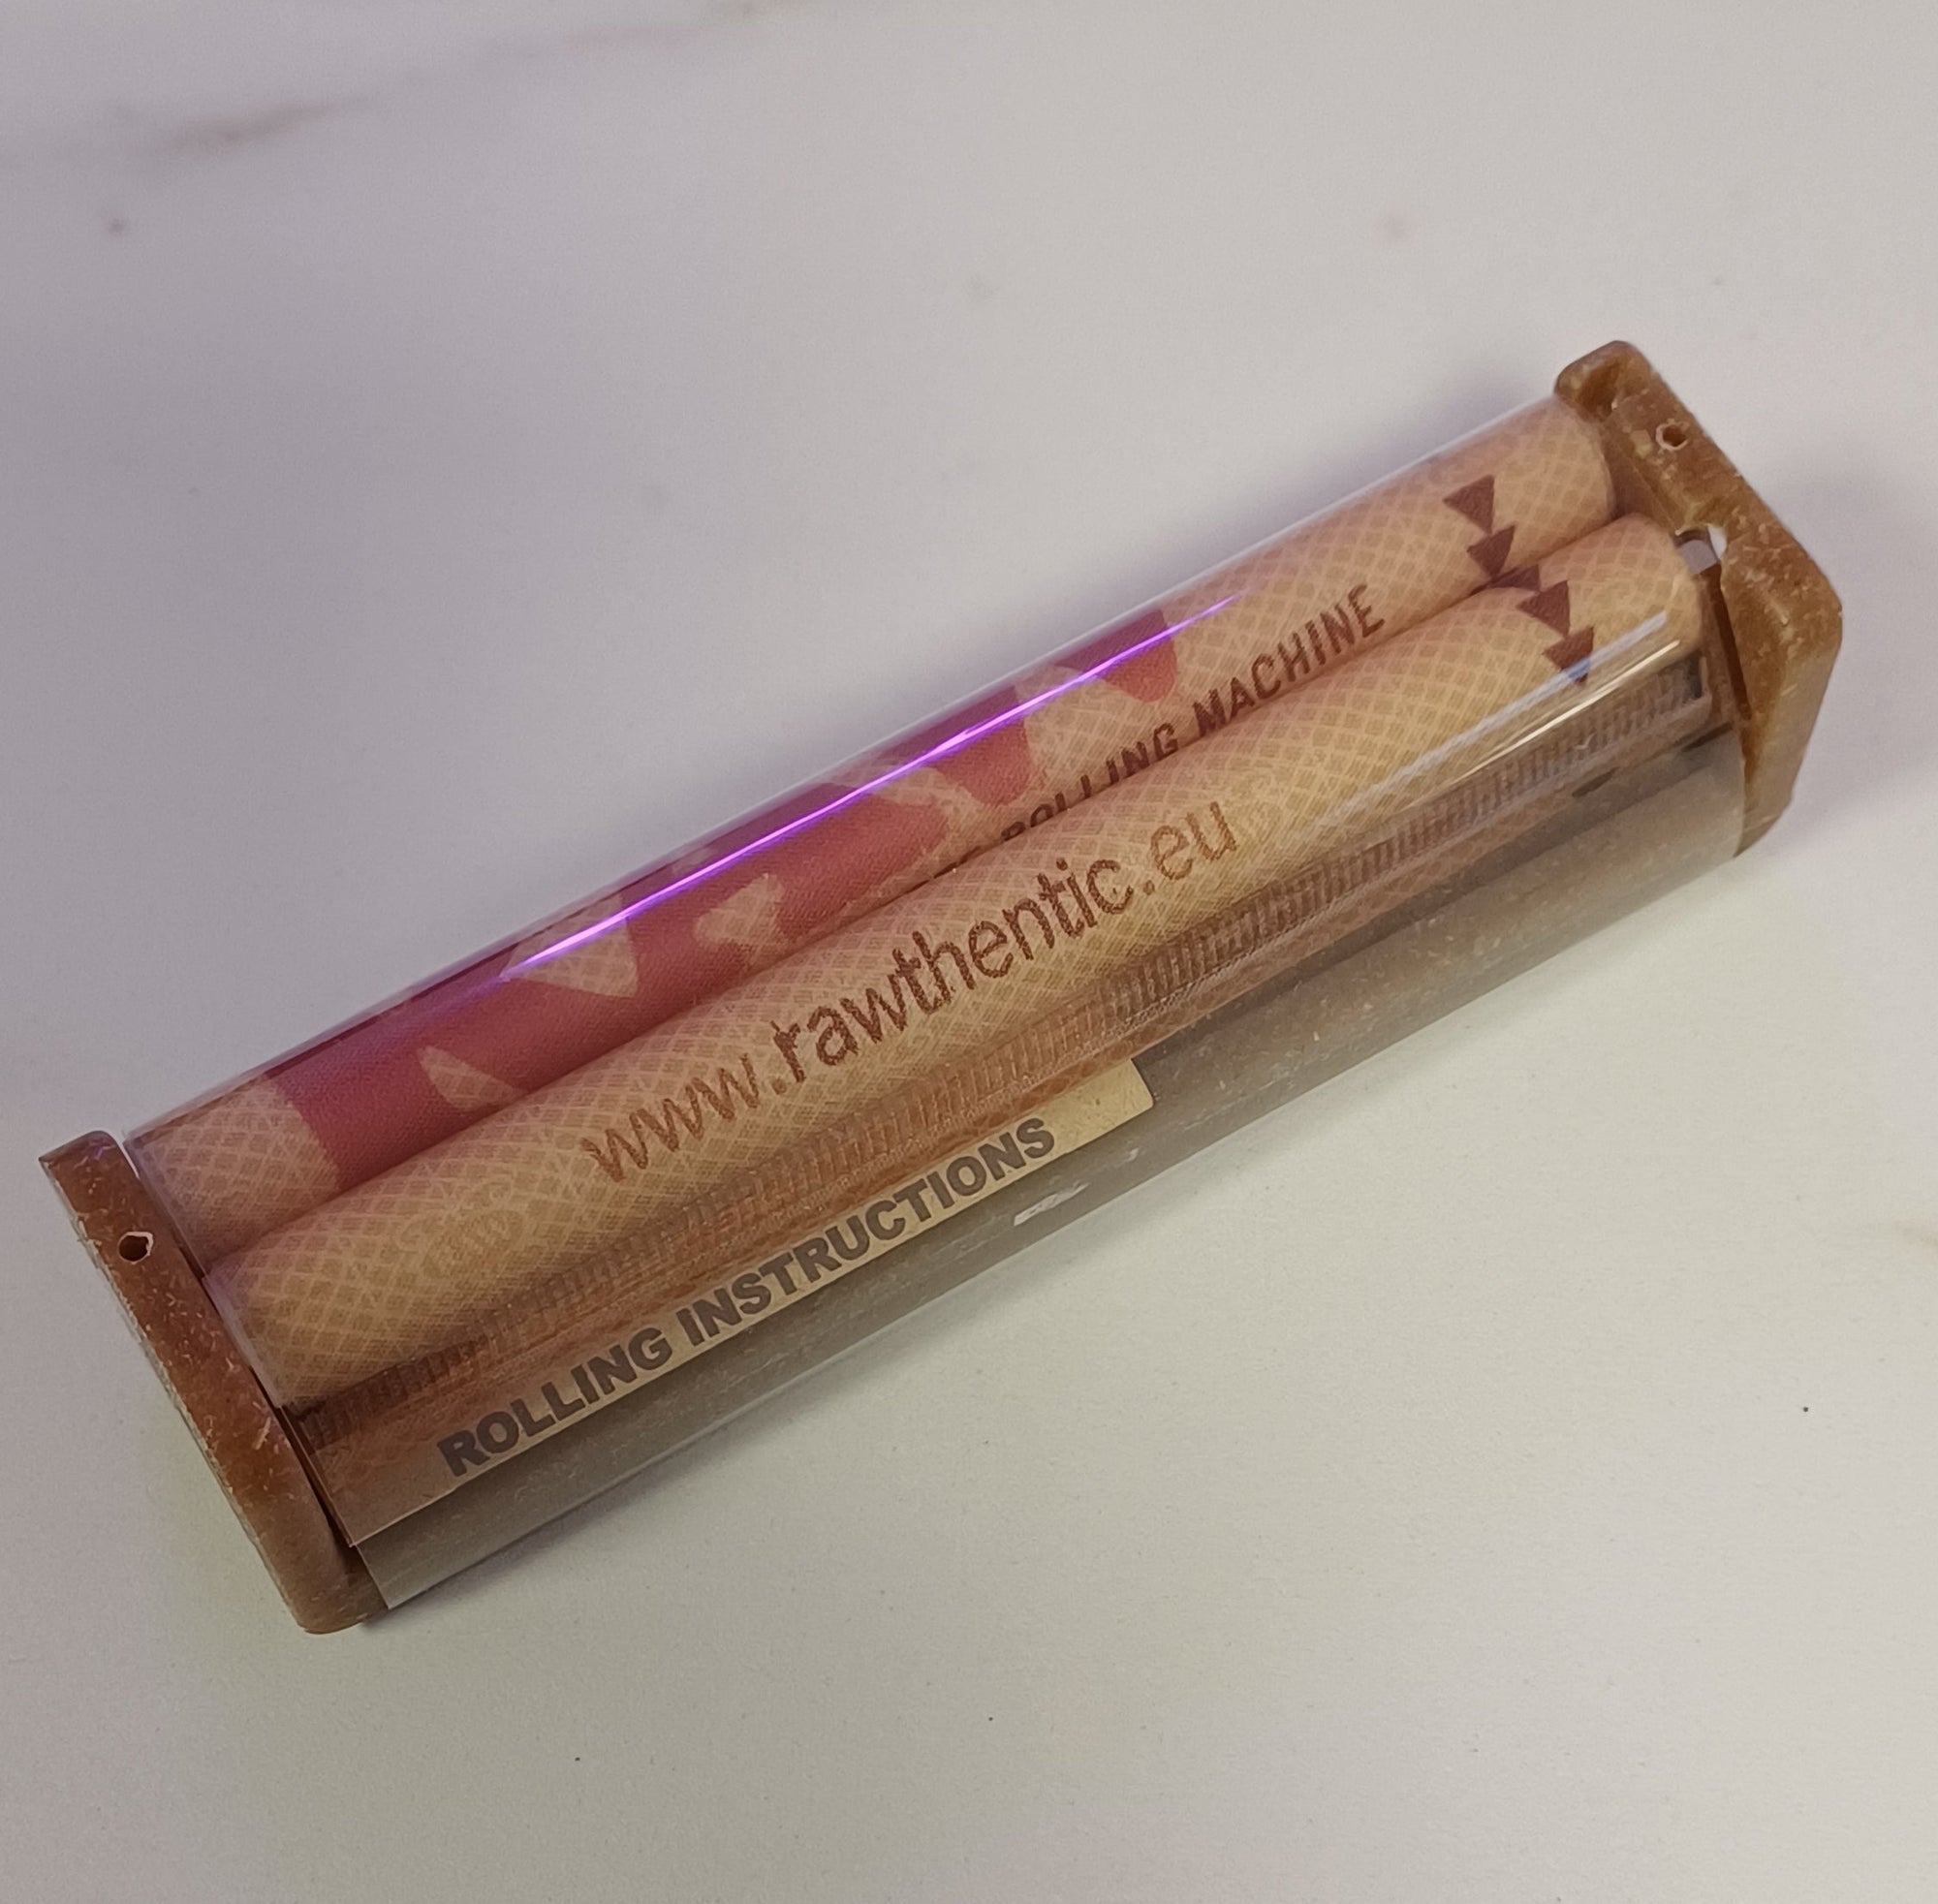 ROLLING MACHINE
www.rawthentic.eu
ROLLING INSTRUCTIONS